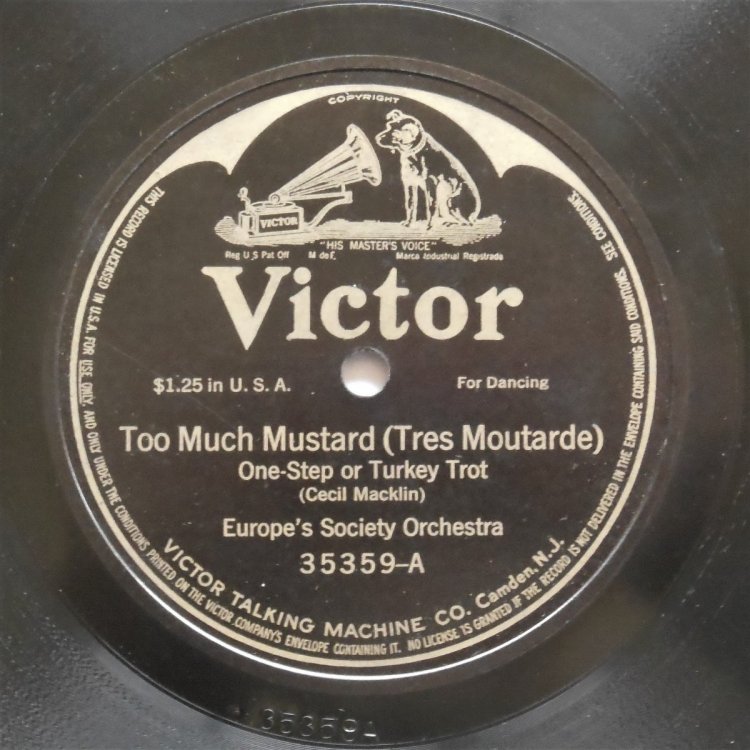 COPYRIGHT
VICTOR
"HIS MASTER'S VOICE"
Reg U S Pat Off M de F. Marca Industrial Registrada
Victor
$1.25 in U. S. A. For Dancing
Too Much Mustard (Tres Moutarde)
One-Step or Turkey Trot
(Cecil Macklin)
Europe's Society Orchestra
35359-A
VICTOR TALKING MACHINE CO. Camden, N.J.
THIS RECORD IS LICENSED IN U.S.A. FOR USE ONLY, AND ONLY UNDER THE CONDITIONS PRINTED ON THE VICTOR COMPANY'S ENVELOPE CONTAINING IT. NO LICENSE IS GRANTED IF THE RECORD IS NOT DELIVERED IN THE ENVELOPE CONTAINING SAID CONDITIONS. SEE CONDITIONS.
35359A